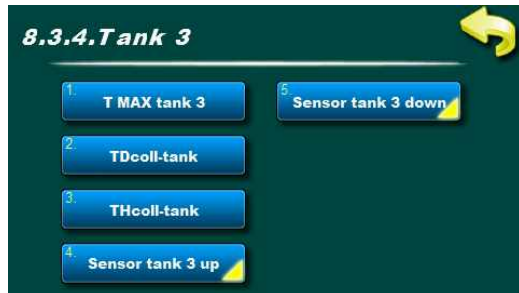 8.3.4.Tank 3
1.
T MAX tank 3
2.
TDcoll-tank
3.
THcoll-tank
4.
Sensor tank 3 up
5.
Sensor tank 3 down